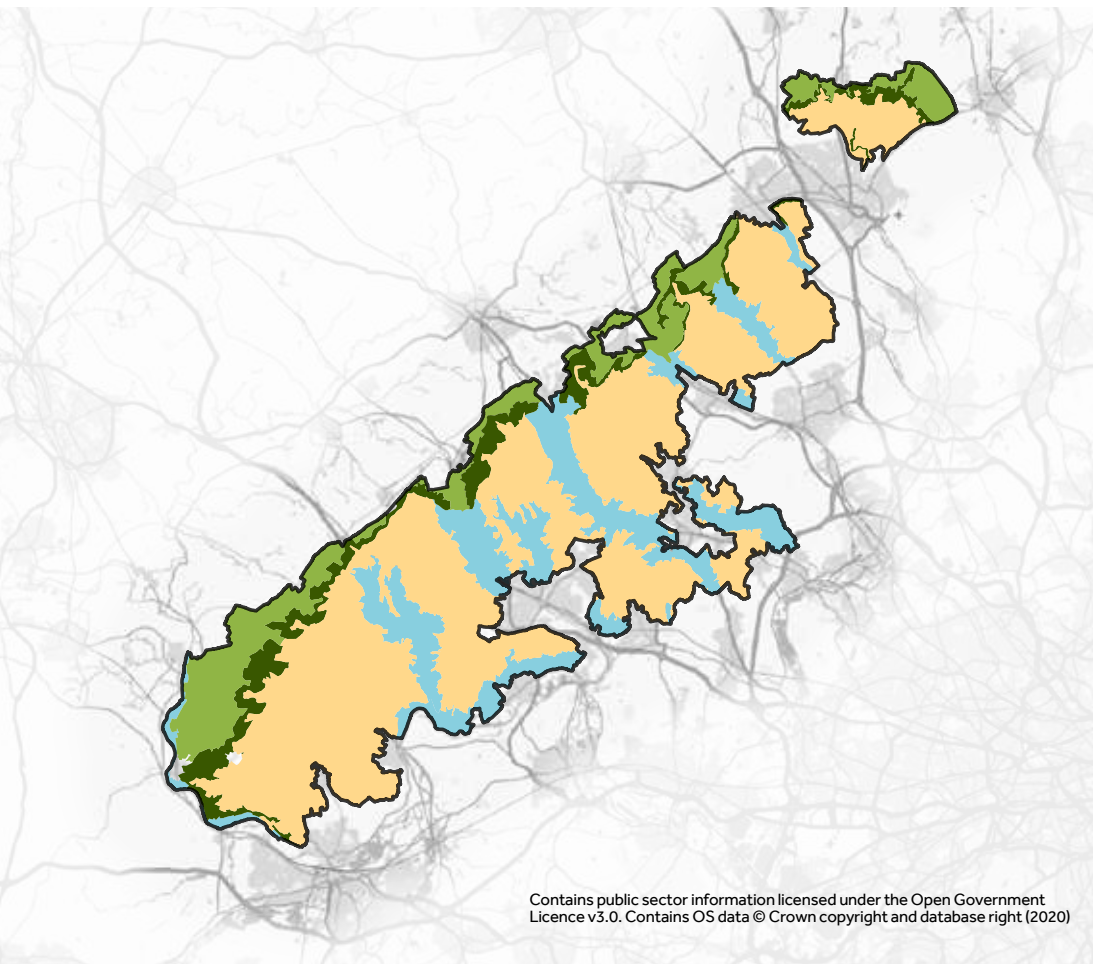 Contains public sector information licensed under the Open Government
Licence v3.0. Contains OS data © Crown copyright and database right (2020)